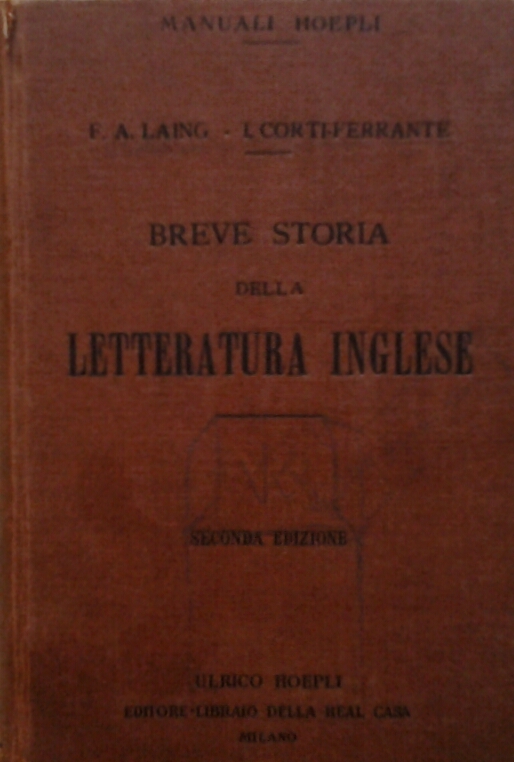 MANUALI HOEPLI
F. A. LAING - I. CORTI-FERRANTE
BREVE STORIA
DELLA
LETTERATURA INGLESE
SECONDA EDIZIONE
ULRICO HOEPLI
EDITORE-LIBRAIO DELLA REAL CASA
MILANO